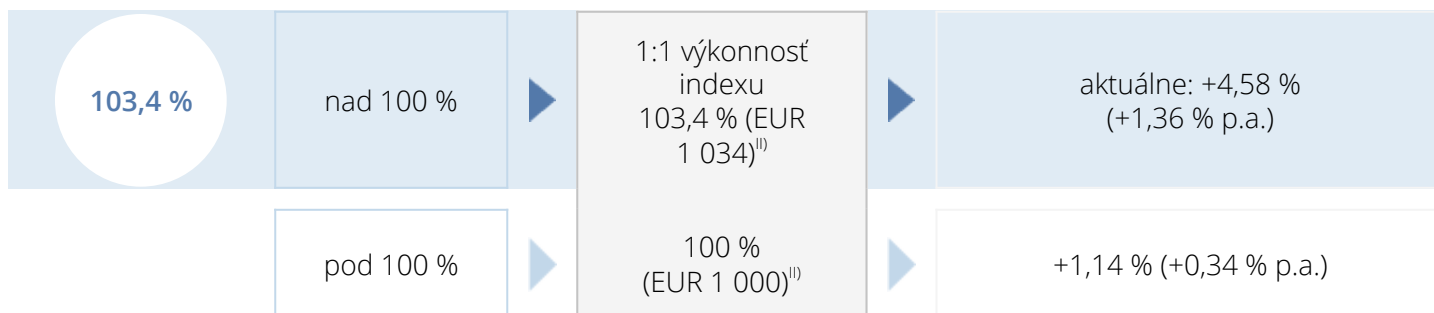 103,4 %
nad 100 %
1:1 výkonnosť
indexu
103,4 % (EUR
1 034)II)
aktuálne: +4,58 %
(+1,36 % p.a.)
pod 100 %
100 %
(EUR 1 000)II)
+1,14 % (+0,34 % p.a.)